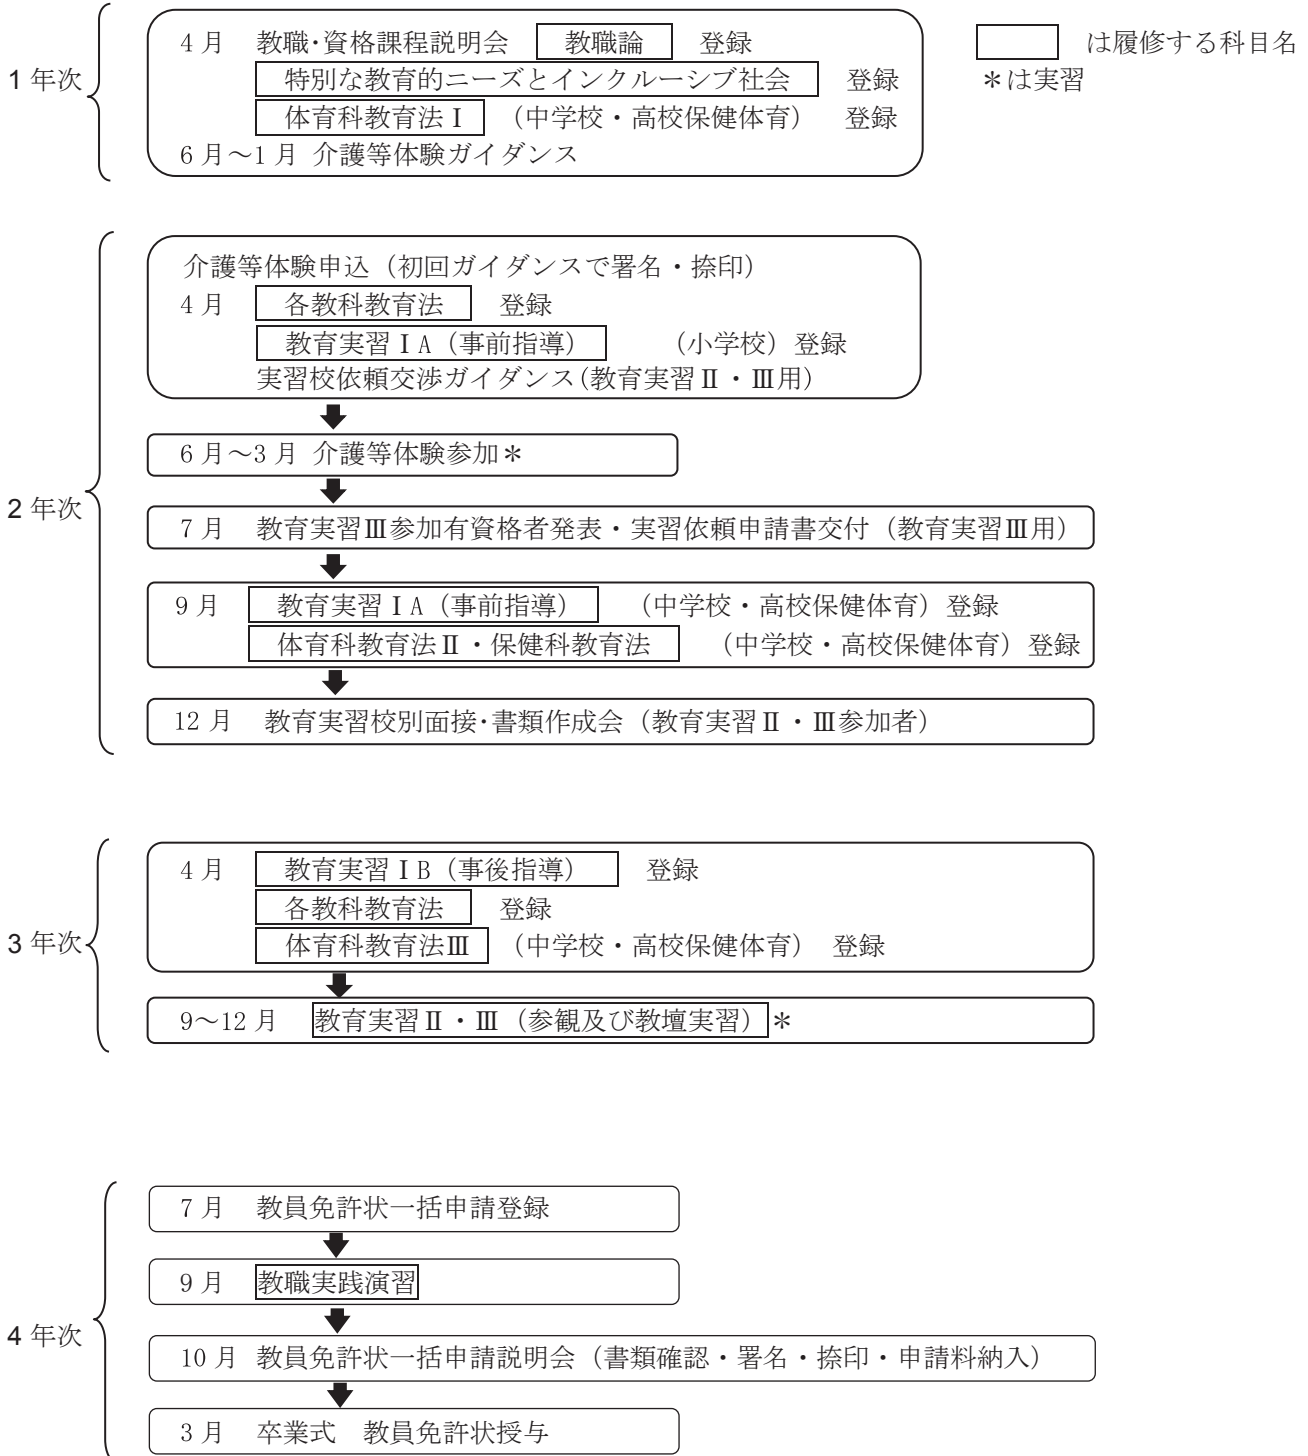 1 年次
4 月　教職・資格課程説明会　教職論　登録
特別な教育的ニーズとインクルーシブ社会　登録
体育科教育法Ⅰ　（中学校・高校保健体育）　登録
6 月～1 月 介護等体験ガイダンス
は履修する科目名
＊は実習
2 年次
介護等体験申込（初回ガイダンスで署名・捺印）
4 月　各教科教育法　登録
教育実習ⅠA（事前指導）　（小学校）登録
実習校依頼交渉ガイダンス（教育実習Ⅱ・Ⅲ用）
6 月～3 月 介護等体験参加＊
7 月　教育実習Ⅲ参加有資格者発表・実習依頼申請書交付（教育実習Ⅲ用）
9 月　教育実習ⅠA（事前指導）　（中学校・高校保健体育）登録
体育科教育法Ⅱ・保健科教育法　（中学校・高校保健体育）登録
12 月　教育実習校別面接・書類作成会（教育実習Ⅱ・Ⅲ参加者）
3 年次
4 月　教育実習ⅠB（事後指導）　登録
各教科教育法　登録
体育科教育法Ⅲ　（中学校・高校保健体育）　登録
9～12 月　教育実習Ⅱ・Ⅲ（参観及び教壇実習）＊
4 年次
7 月　教員免許状一括申請登録
9 月　教職実践演習
10 月 教員免許状一括申請説明会（書類確認・署名・捺印・申請料納入）
3 月　卒業式　教員免許状授与